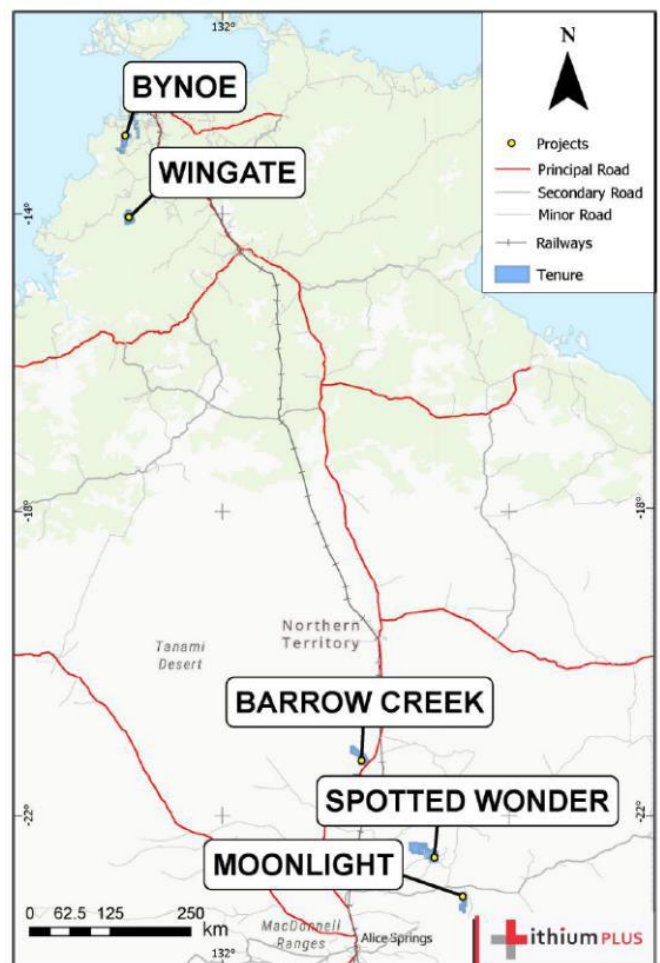 132°
BYNOE
WINGATE
N
Projects
Principal Road
Secondary Road
Minor Road
Railways
Tenure
-14°
-18°
-18°
Northern
Territory
Tanami
Desert
BARROW CREEK
SPOTTED WONDER
-22°
-22°
MOONLIGHT
0 62.5 125 250
km
MacDonnell
Ranges
Alice Springs
132°
Lithium PLUS